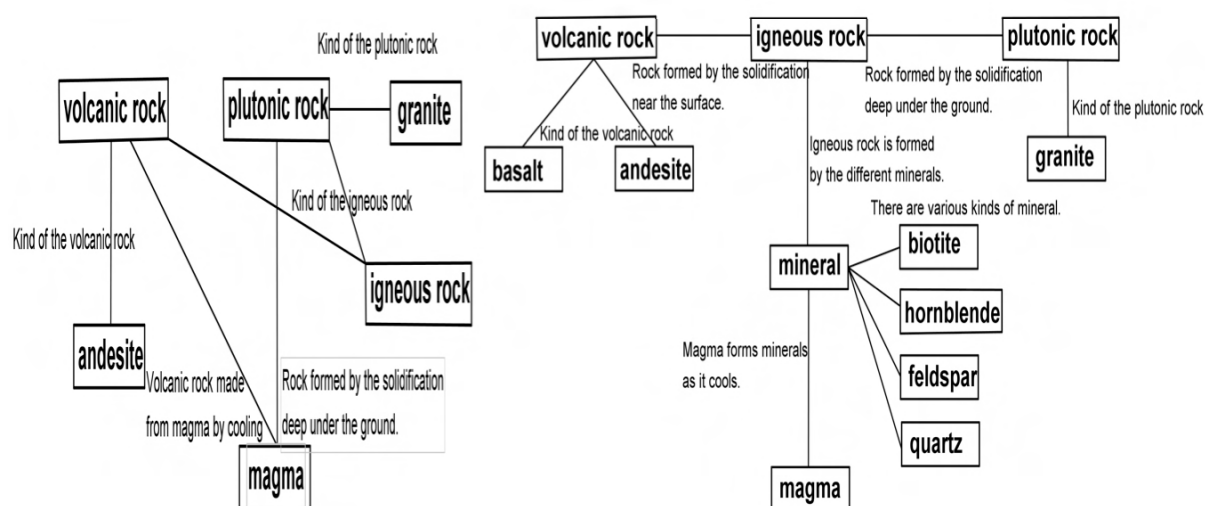 Kind of the plutonic rock
volcanic rock
plutonic rock
granite
Kind of the igneous rock
Kind of the volcanic rock
igneous rock
andesite
Volcanic rock made
from magma by cooling
Rock formed by the solidification
deep under the ground.
magma
volcanic rock
igneous rock
plutonic rock
Rock formed by the solidification
near the surface.
Rock formed by the solidification
deep under the ground.
Kind of the volcanic rock
Kind of the plutonic rock
basalt
andesite
granite
Igneous rock is formed
by the different minerals.
There are various kinds of mineral.
mineral
biotite
hornblende
feldspar
quartz
Magma forms minerals
as it cools.
magma